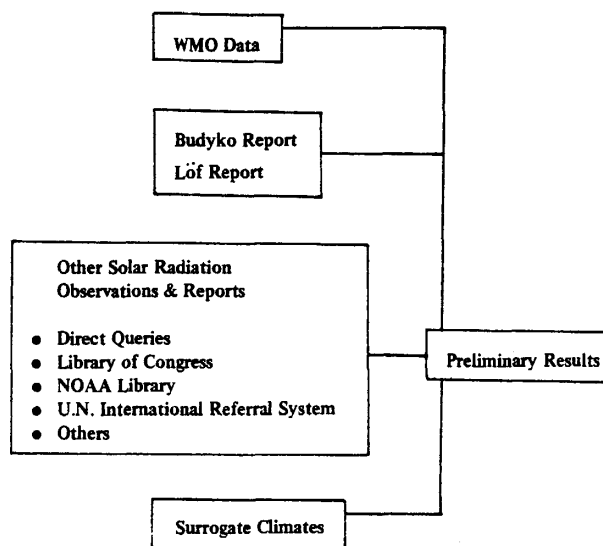 WMO Data
Budyko Report
Löf Report
Other Solar Radiation
Observations & Reports
● Direct Queries
● Library of Congress
● NOAA Library
● U.N. International Referral System
● Others
Preliminary Results
Surrogate Climates